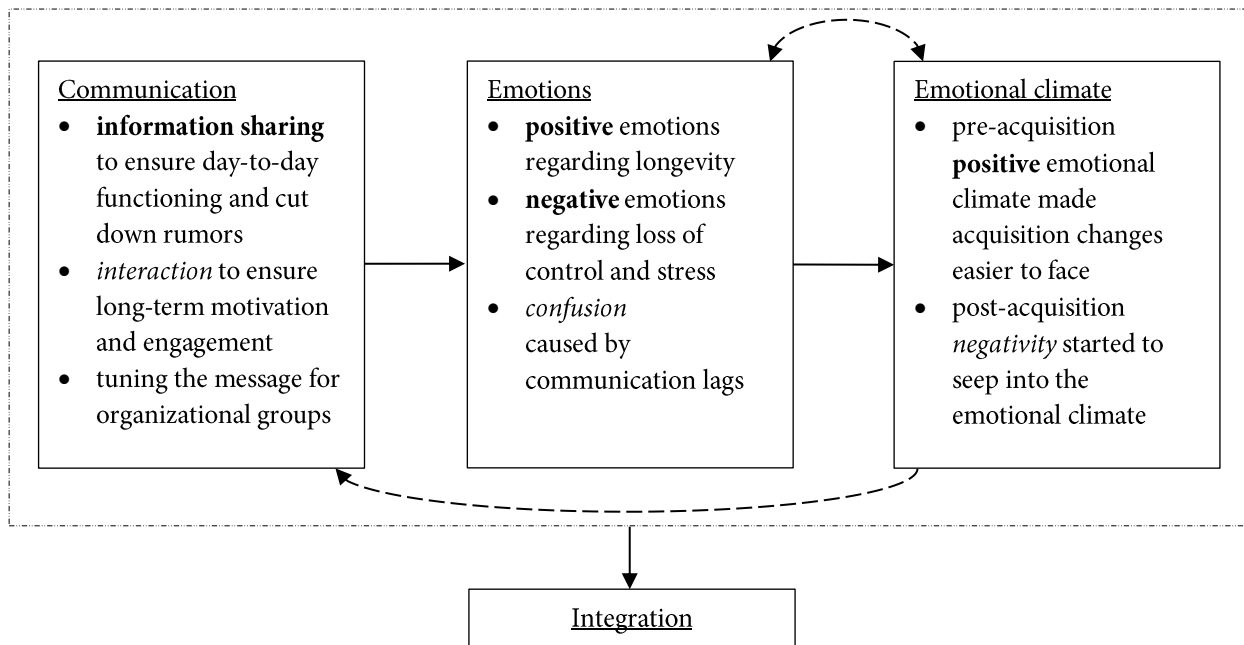 Communication
• information sharing
to ensure day-to-day
functioning and cut
down rumors
• interaction to ensure
long-term motivation
and engagement
• tuning the message for
organizational groups
Emotions
• positive emotions
regarding longevity
• negative emotions
regarding loss of
control and stress
• confusion
caused by
communication lags
Emotional climate
• pre-acquisition
positive emotional
climate made
acquisition changes
easier to face
• post-acquisition
negativity started to
seep into the
emotional climate
Integration